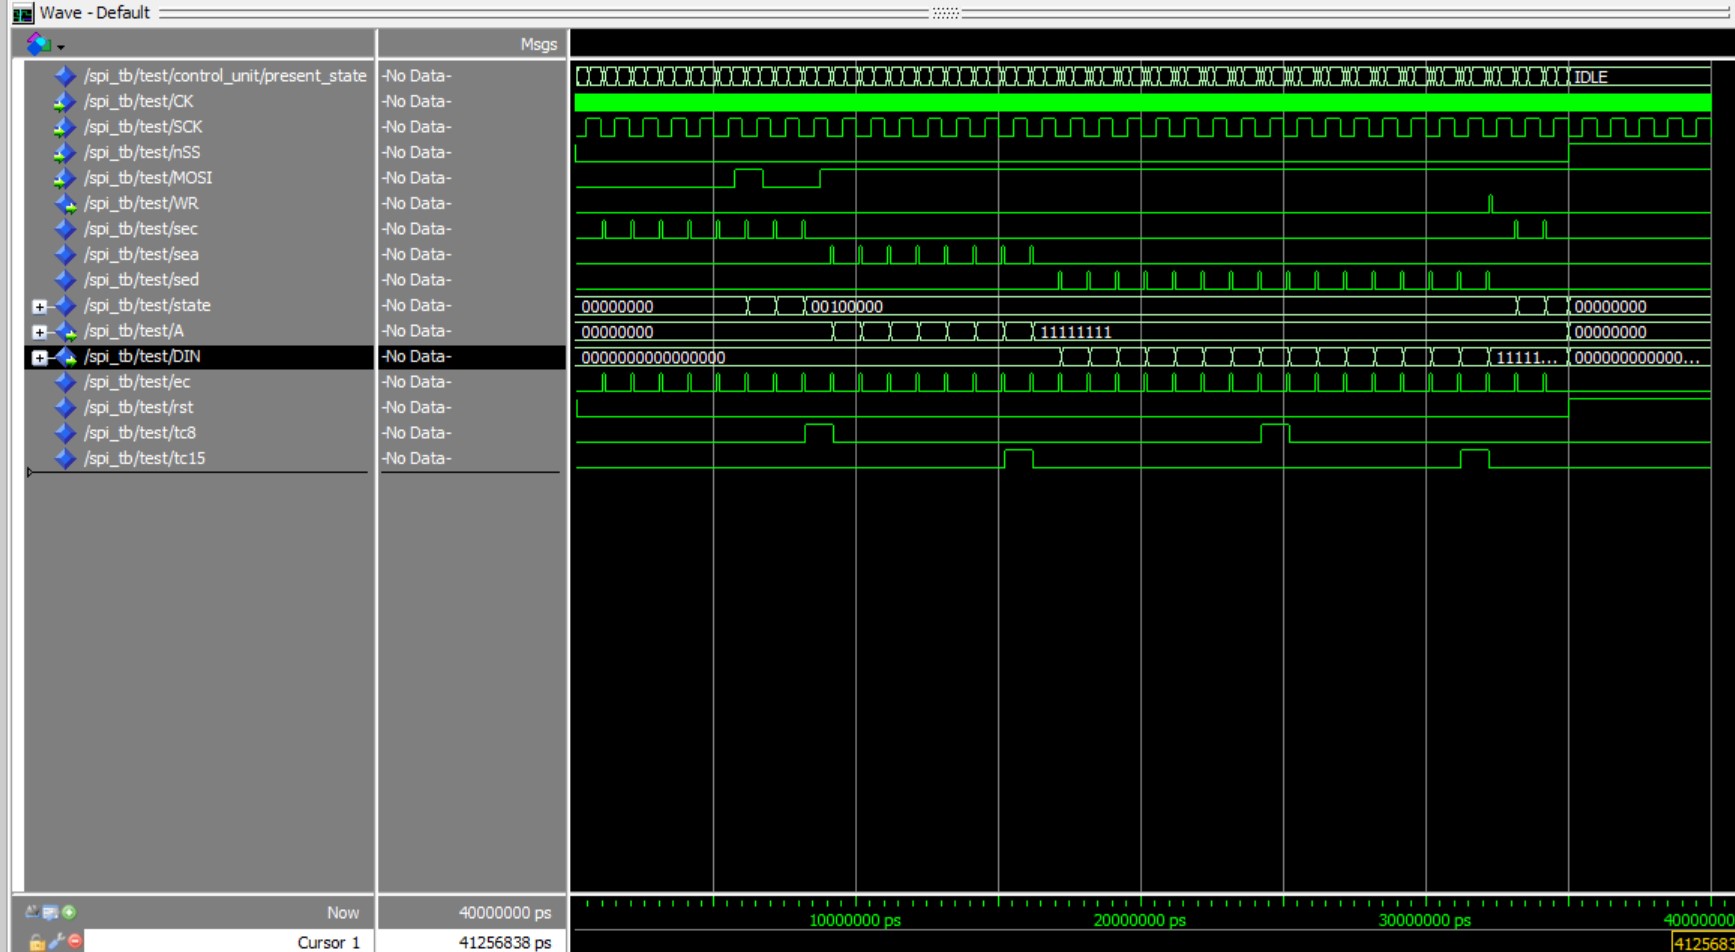 Wave - Default
Msgs
/spi_tb/test/control_unit/present_state -No Data- IDLE
/spi_tb/test/CK -No Data-
/spi_tb/test/SCK -No Data-
/spi_tb/test/nSS -No Data-
/spi_tb/test/MOSI -No Data-
/spi_tb/test/WR -No Data-
/spi_tb/test/sec -No Data-
/spi_tb/test/sea -No Data-
/spi_tb/test/sed -No Data-
/spi_tb/test/state -No Data- 00000000 00100000 00000000
/spi_tb/test/A -No Data- 00000000 11111111 00000000
/spi_tb/test/DIN -No Data- 0000000000000000 11111... 000000000000...
/spi_tb/test/ec -No Data-
/spi_tb/test/rst -No Data-
/spi_tb/test/tc8 -No Data-
/spi_tb/test/tc15 -No Data-
Now 40000000 ps 10000000 ps 20000000 ps 30000000 ps 40000000
Cursor 1 41256838 ps 4125683